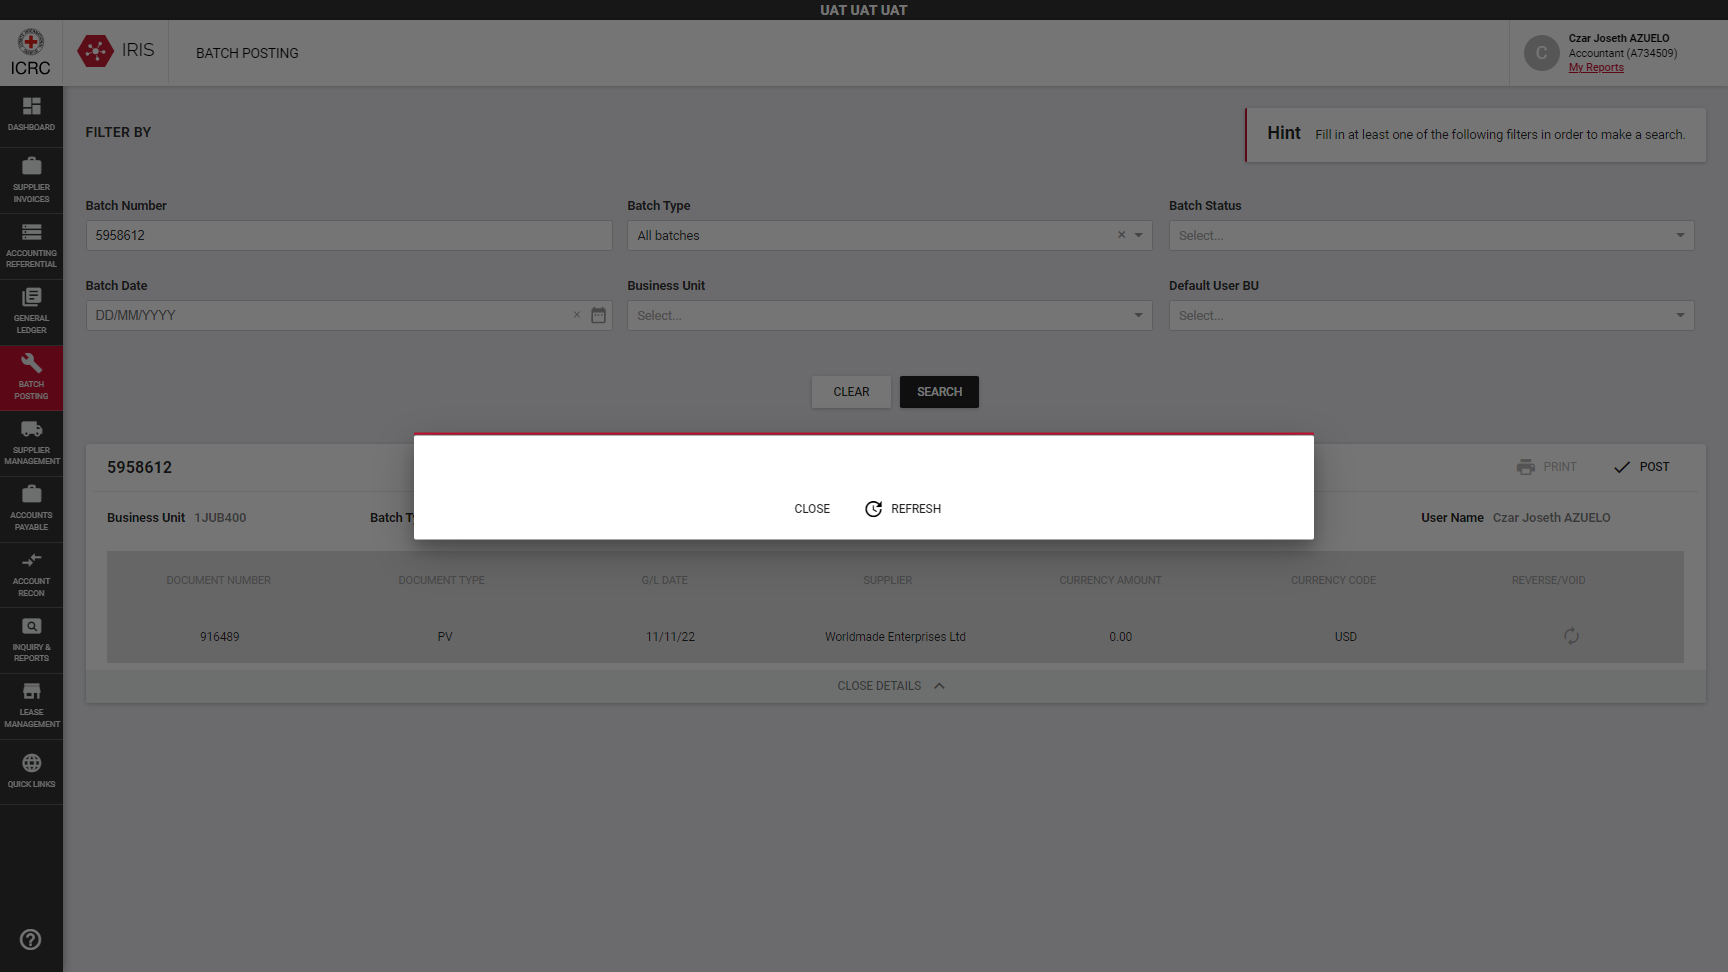 UAT UAT UAT
ICRC
IRIS
BATCH POSTING
C
Czar Joseth AZUELO
Accountant (A734509)
My Reports
DASHBOARD
SUPPLIER
INVOICES
ACCOUNTING
REFERENTIAL
GENERAL
LEDGER
BATCH
POSTING
SUPPLIER
MANAGEMENT
ACCOUNTS
PAYABLE
ACCOUNT
RECON
INQUIRY &
REPORTS
LEASE
MANAGEMENT
QUICK LINKS
FILTER BY
Hint Fill in at least one of the following filters in order to make a search.
Batch Number Batch Type Batch Status
5958612 All batches × Select...
Batch Date Business Unit Default User BU
DD/MM/YYYY × Select... Select...
CLEAR SEARCH
5958612 PRINT POST
Business Unit 1JUB400 Batch Ty User Name Czar Joseth AZUELO
CLOSE REFRESH
DOCUMENT NUMBER DOCUMENT TYPE G/L DATE SUPPLIER CURRENCY AMOUNT CURRENCY CODE REVERSE/VOID
916489 PV 11/11/22 Worldmade Enterprises Ltd 0.00 USD
CLOSE DETAILS